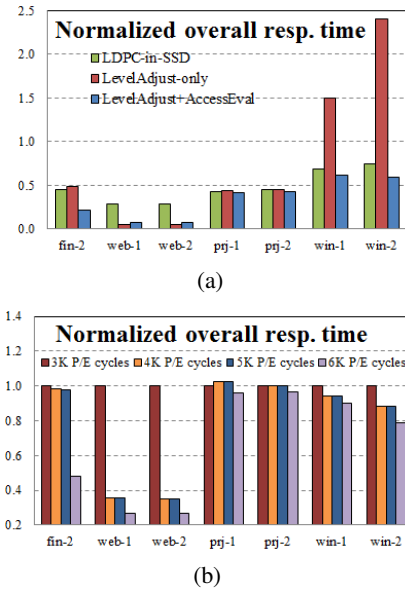 Normalized overall resp. time
LDPC-in-SSD
LevelAdjust-only
LevelAdjust+AccessEval
2.5
2.0
1.5
1.0
0.5
0.0
fin-2 web-1 web-2 prj-1 prj-2 win-1 win-2
(a)
Normalized overall resp. time
3K P/E cycles 4K P/E cycles 5K P/E cycles 6K P/E cycles
1.4
1.2
1.0
0.8
0.6
0.4
0.2
fin-2 web-1 web-2 prj-1 prj-2 win-1 win-2
(b)